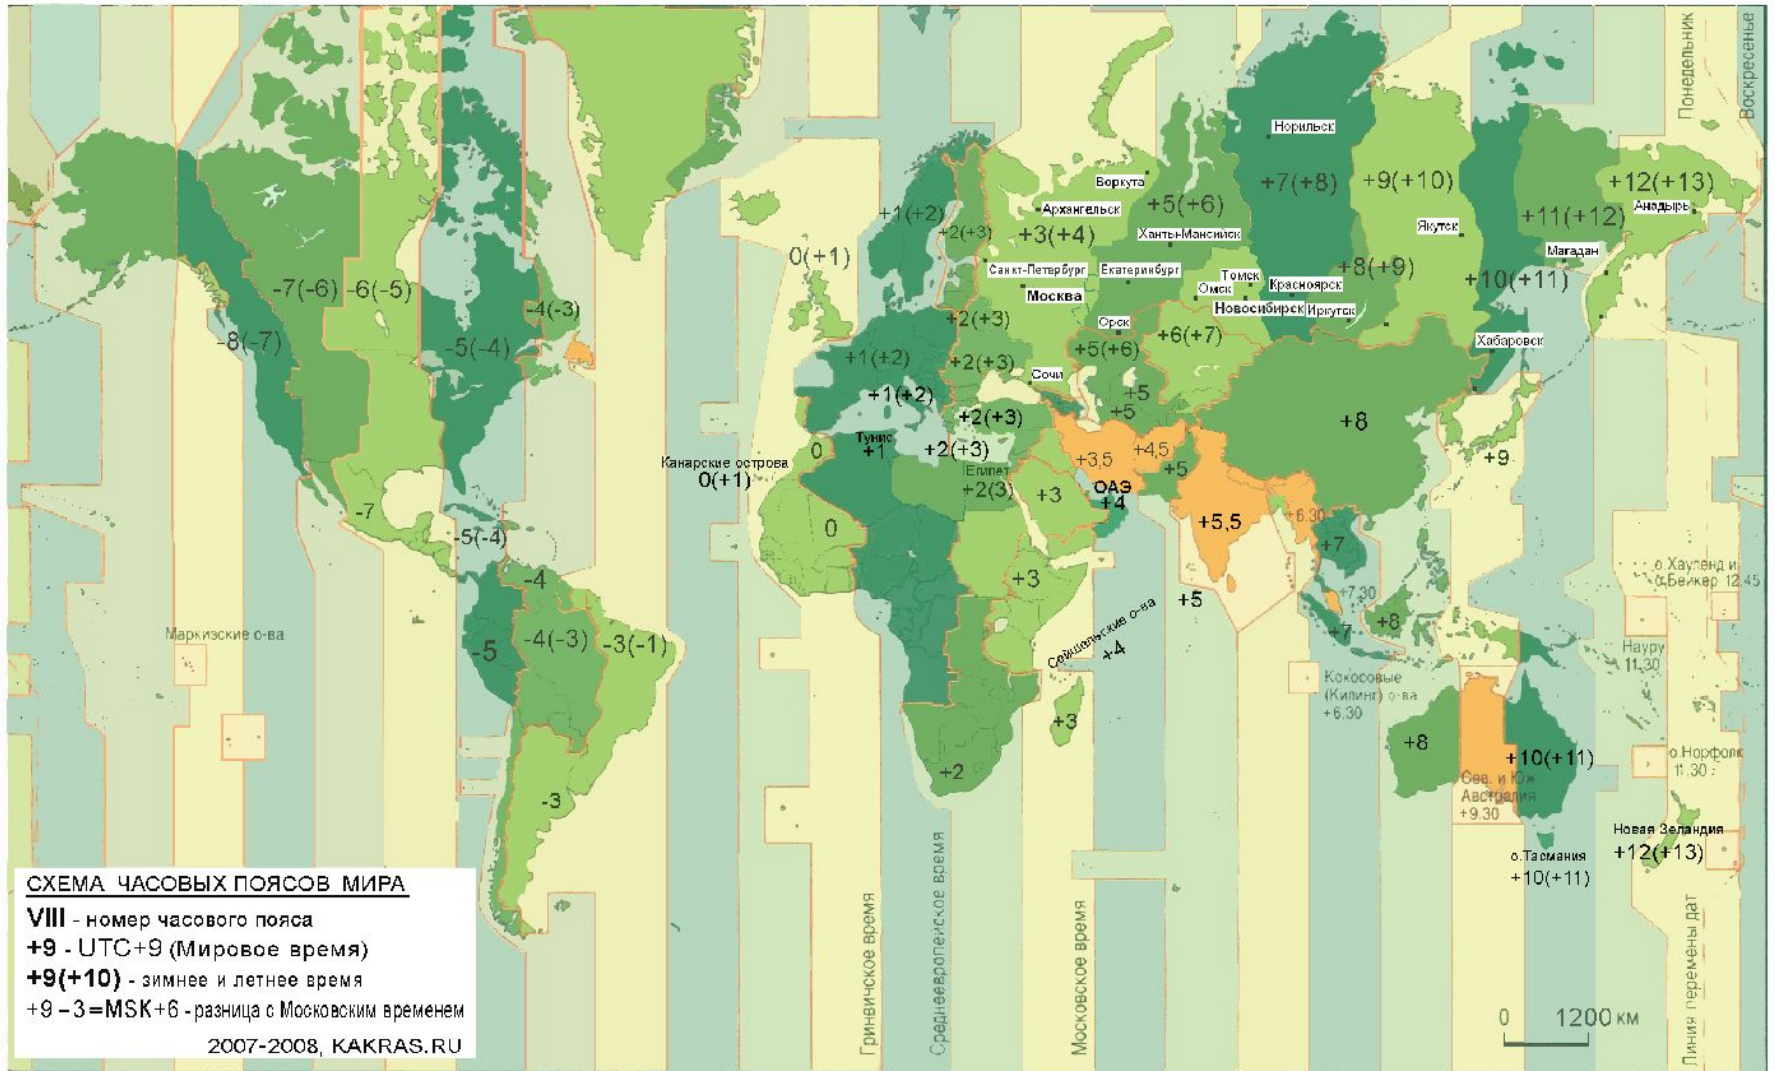 Понедельник
Воскресенье
Норильск
Воркута
+7(+8)
+9(+10)
+12(+13)
Анадырь
+5(+6)
Архангельск
+1(+2)
+2(+3)
+3(+4)
Ханты-Мансийск
Якутск
+11(+12)
Магадан
0(+1)
Санкт-Петербург
Екатеринбург
Томск
+8(+9)
+10(+11)
-7(-6)
-6(-5)
Москва
Омск
Красноярск
-4(-3)
Новосибирск
Иркутск
-8(-7)
-5(-4)
+2(+3)
Орск
+6(+7)
Хабаровск
+1(+2)
+2(+3)
+5(+6)
Сочи
+1(+2)
+5
+5
+2(+3)
+8
Тунис
+1
+2(+3)
0
+3,5
+4,5
+5
+9
Канарские острова
0(+1)
Египет
+2(3)
+3
ОАЭ
+4
-7
0
+5,5
+6.30
-5(-4)
+7
-4
+3
о.Хауленд и
о.Бейкер 12.45
+5
+7.30
Маркизские о-ва
-5
-4(-3)
-3(-1)
Сейшельские о-ва
+4
+7
+8
Науру
11.30
Кокосовые
(Килинг) о-ва
+6.30
+3
+8
+10(+11)
о.Норфолк
11.30
+2
Сев. и Юж.
Австралия
+9.30
-3
Новая Зеландия
+12(+13)
о.Тасмания
+10(+11)
Гринвичское время
Среднеевропейское время
Московское время
Линия перемены дат
СХЕМА ЧАСОВЫХ ПОЯСОВ МИРА
VIII - номер часового пояса
+9 - UTC+9 (Мировое время)
+9(+10) - зимнее и летнее время
+9-3=MSK+6 - разница с Московским временем
2007-2008, KAKRAS.RU
0 1200 км